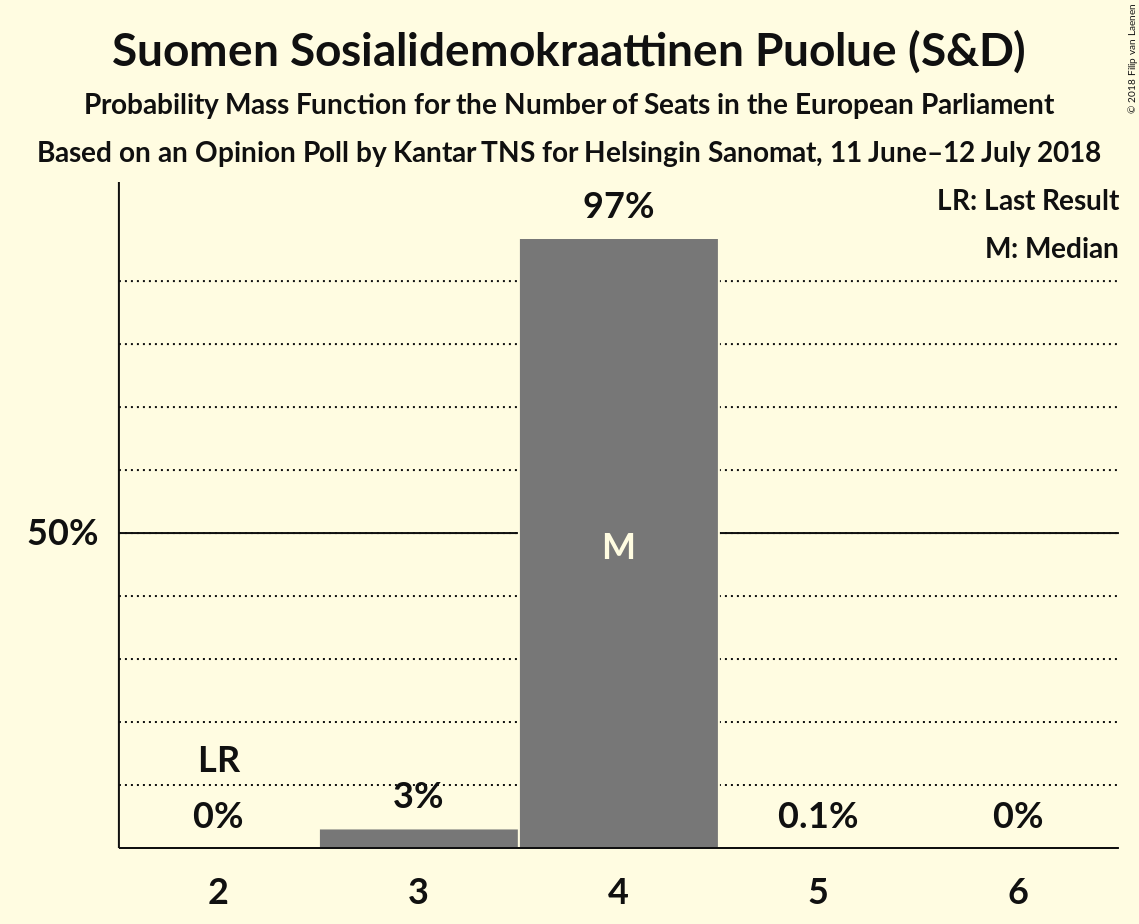 Suomen Sosialidemokraattinen Puolue (S&D)
Probability Mass Function for the Number of Seats in the European Parliament
Based on an Opinion Poll by Kantar TNS for Helsingin Sanomat, 11 June–12 July 2018
© 2018 Filip van Laenen
LR: Last Result
M: Median
97%
50%
M
LR
0%
3%
0.1%
0%
2
3
4
5
6